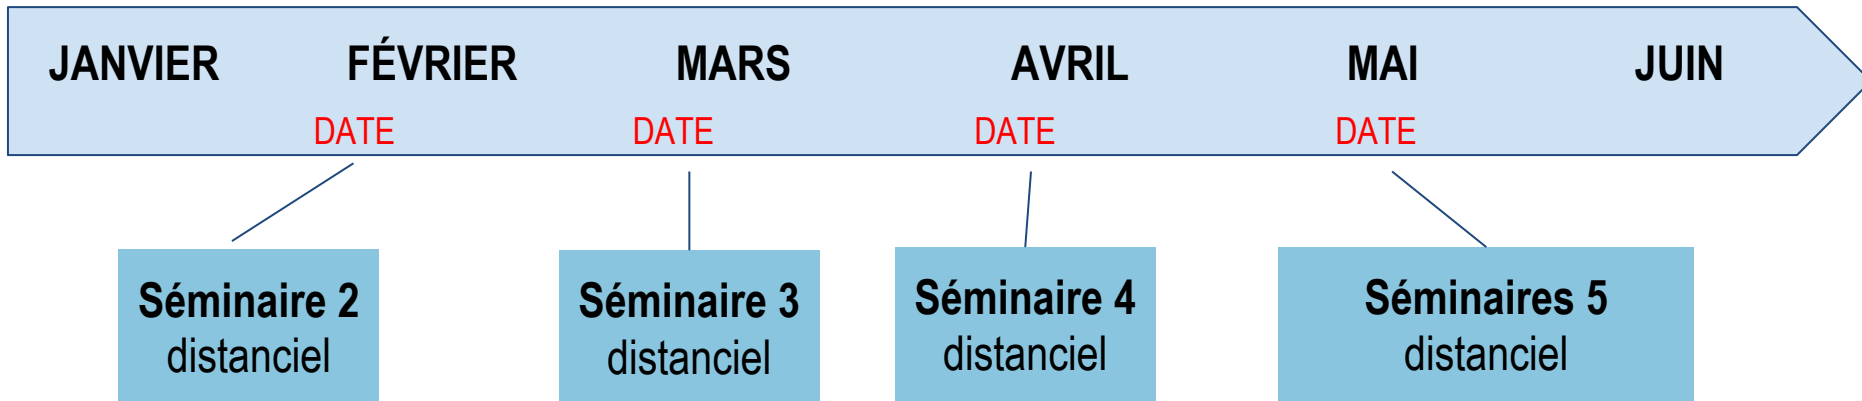 JANVIER FÉVRIER MARS AVRIL MAI JUIN
DATE DATE DATE DATE
Séminaire 2
distanciel
Séminaire 3
distanciel
Séminaire 4
distanciel
Séminaires 5
distanciel